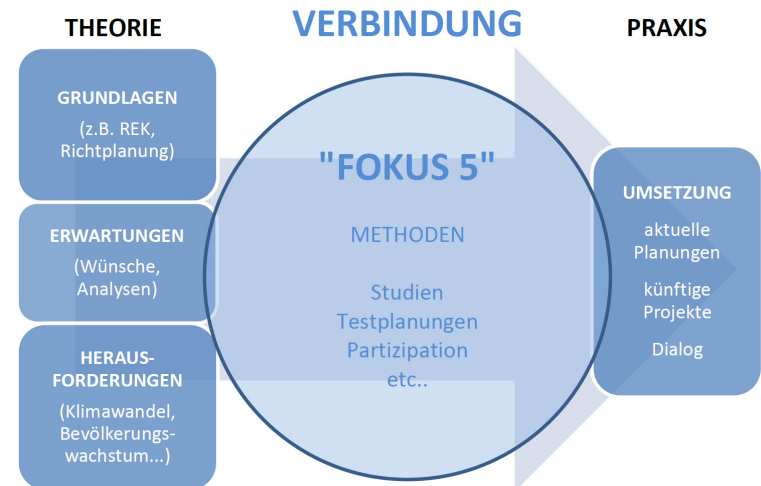 THEORIE
VERBINDUNG
PRAXIS
GRUNDLAGEN
(z.B. REK,
Richtplanung)
ERWARTUNGEN
(Wünsche,
Analysen)
HERAUS-
FORDERUNGEN
(Klimawandel,
Bevölkerungs-
wachstum...)
"FOKUS 5"
METHODEN
Studien
Testplanungen
Partizipation
etc..
UMSETZUNG
aktuelle
Planungen
künftige
Projekte
Dialog